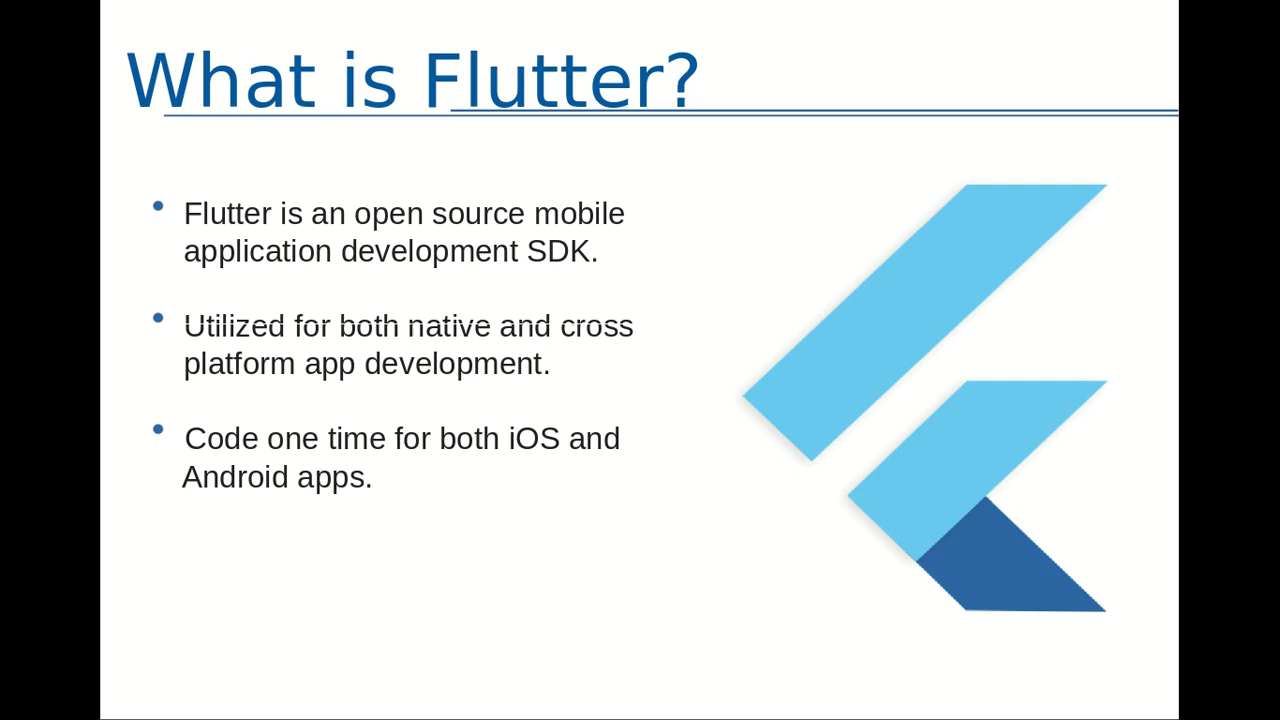 What is Flutter?
• Flutter is an open source mobile
application development SDK.
• Utilized for both native and cross
platform app development.
• Code one time for both iOS and
Android apps.